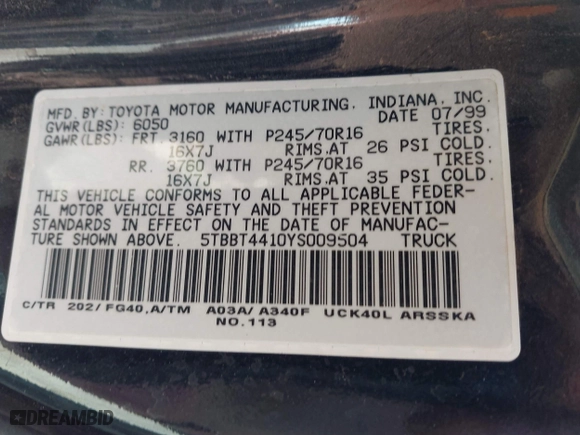 MFD. BY: TOYOTA MOTOR MANUFACTURING. INDIANA, INC.
GVWR(LBS): 6050 DATE 07/99
GAWR(LBS): FRT. 3160 WITH P245/70R16 TIRES.
16X7J RIMS.AT 26 PSI COLD.
RR. 3760 WITH P245/70R16 TIRES.
16X7J RIMS.AT 35 PSI COLD.
THIS VEHICLE CONFORMS TO ALL APPLICABLE FEDER-
AL MOTOR VEHICLE SAFETY AND THEFT PREVENTION
STANDARDS IN EFFECT ON THE DATE OF MANUFAC-
TURE SHOWN ABOVE. 5TBBT4410YS009504 TRUCK
C/TR 202/ FG40,A/TM A03A/ A340F UCK40L ARSSKA
NO.113
DREAMBID